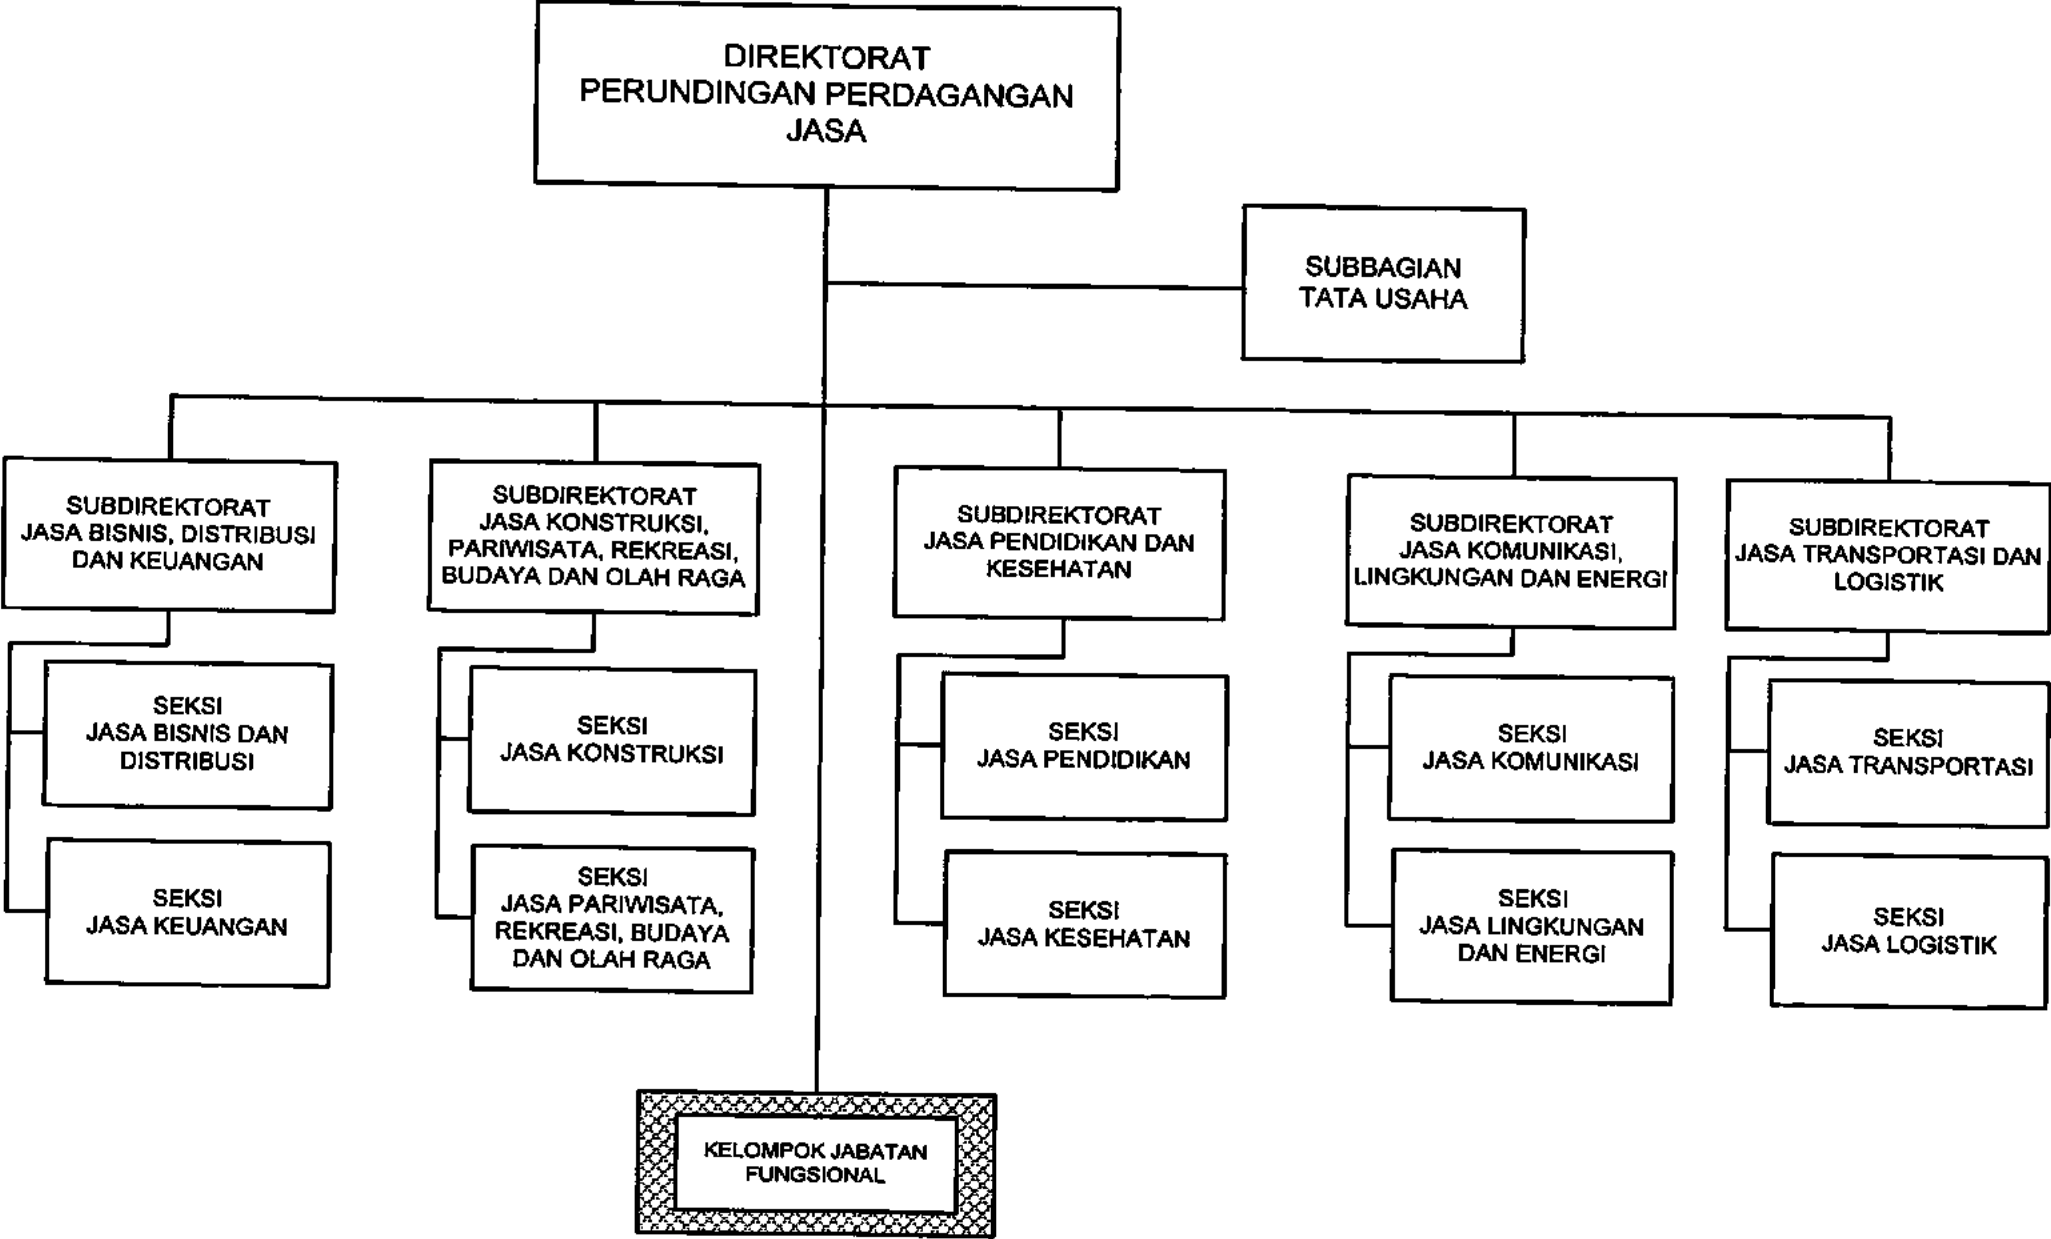 DIREKTORAT
PERUNDINGAN PERDAGANGAN
JASA
SUBBAGIAN
TATA USAHA
SUBDIREKTORAT
JASA BISNIS, DISTRIBUSI
DAN KEUANGAN
SUBDIREKTORAT
JASA KONSTRUKSI,
PARIWISATA, REKREASI,
BUDAYA DAN OLAH RAGA
SUBDIREKTORAT
JASA PENDIDIKAN DAN
KESEHATAN
SUBDIREKTORAT
JASA KOMUNIKASI,
LINGKUNGAN DAN ENERGI
SUBDIREKTORAT
JASA TRANSPORTASI DAN
LOGISTIK
SEKSI
JASA BISNIS DAN
DISTRIBUSI
SEKSI
JASA KONSTRUKSI
SEKSI
JASA PENDIDIKAN
SEKSI
JASA KOMUNIKASI
SEKSI
JASA TRANSPORTASI
SEKSI
JASA KEUANGAN
SEKSI
JASA PARIWISATA,
REKREASI, BUDAYA
DAN OLAH RAGA
SEKSI
JASA KESEHATAN
SEKSI
JASA LINGKUNGAN
DAN ENERGI
SEKSI
JASA LOGISTIK
KELOMPOK JABATAN
FUNGSIONAL